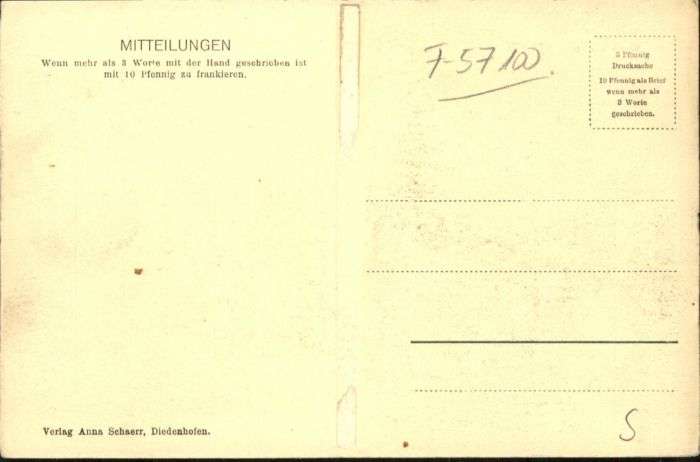 MITTEILUNGEN
Wenn mehr als 3 Worte mit der Hand geschrieben ist
mit 10 Pfennig zu frankieren.
F-57100
5 Pfennig
Drucksache
10 Pfennig als Brief
wenn mehr als
3 Worte
geschrieben.
Verlag Anna Schaerr, Diedenhofen.
S